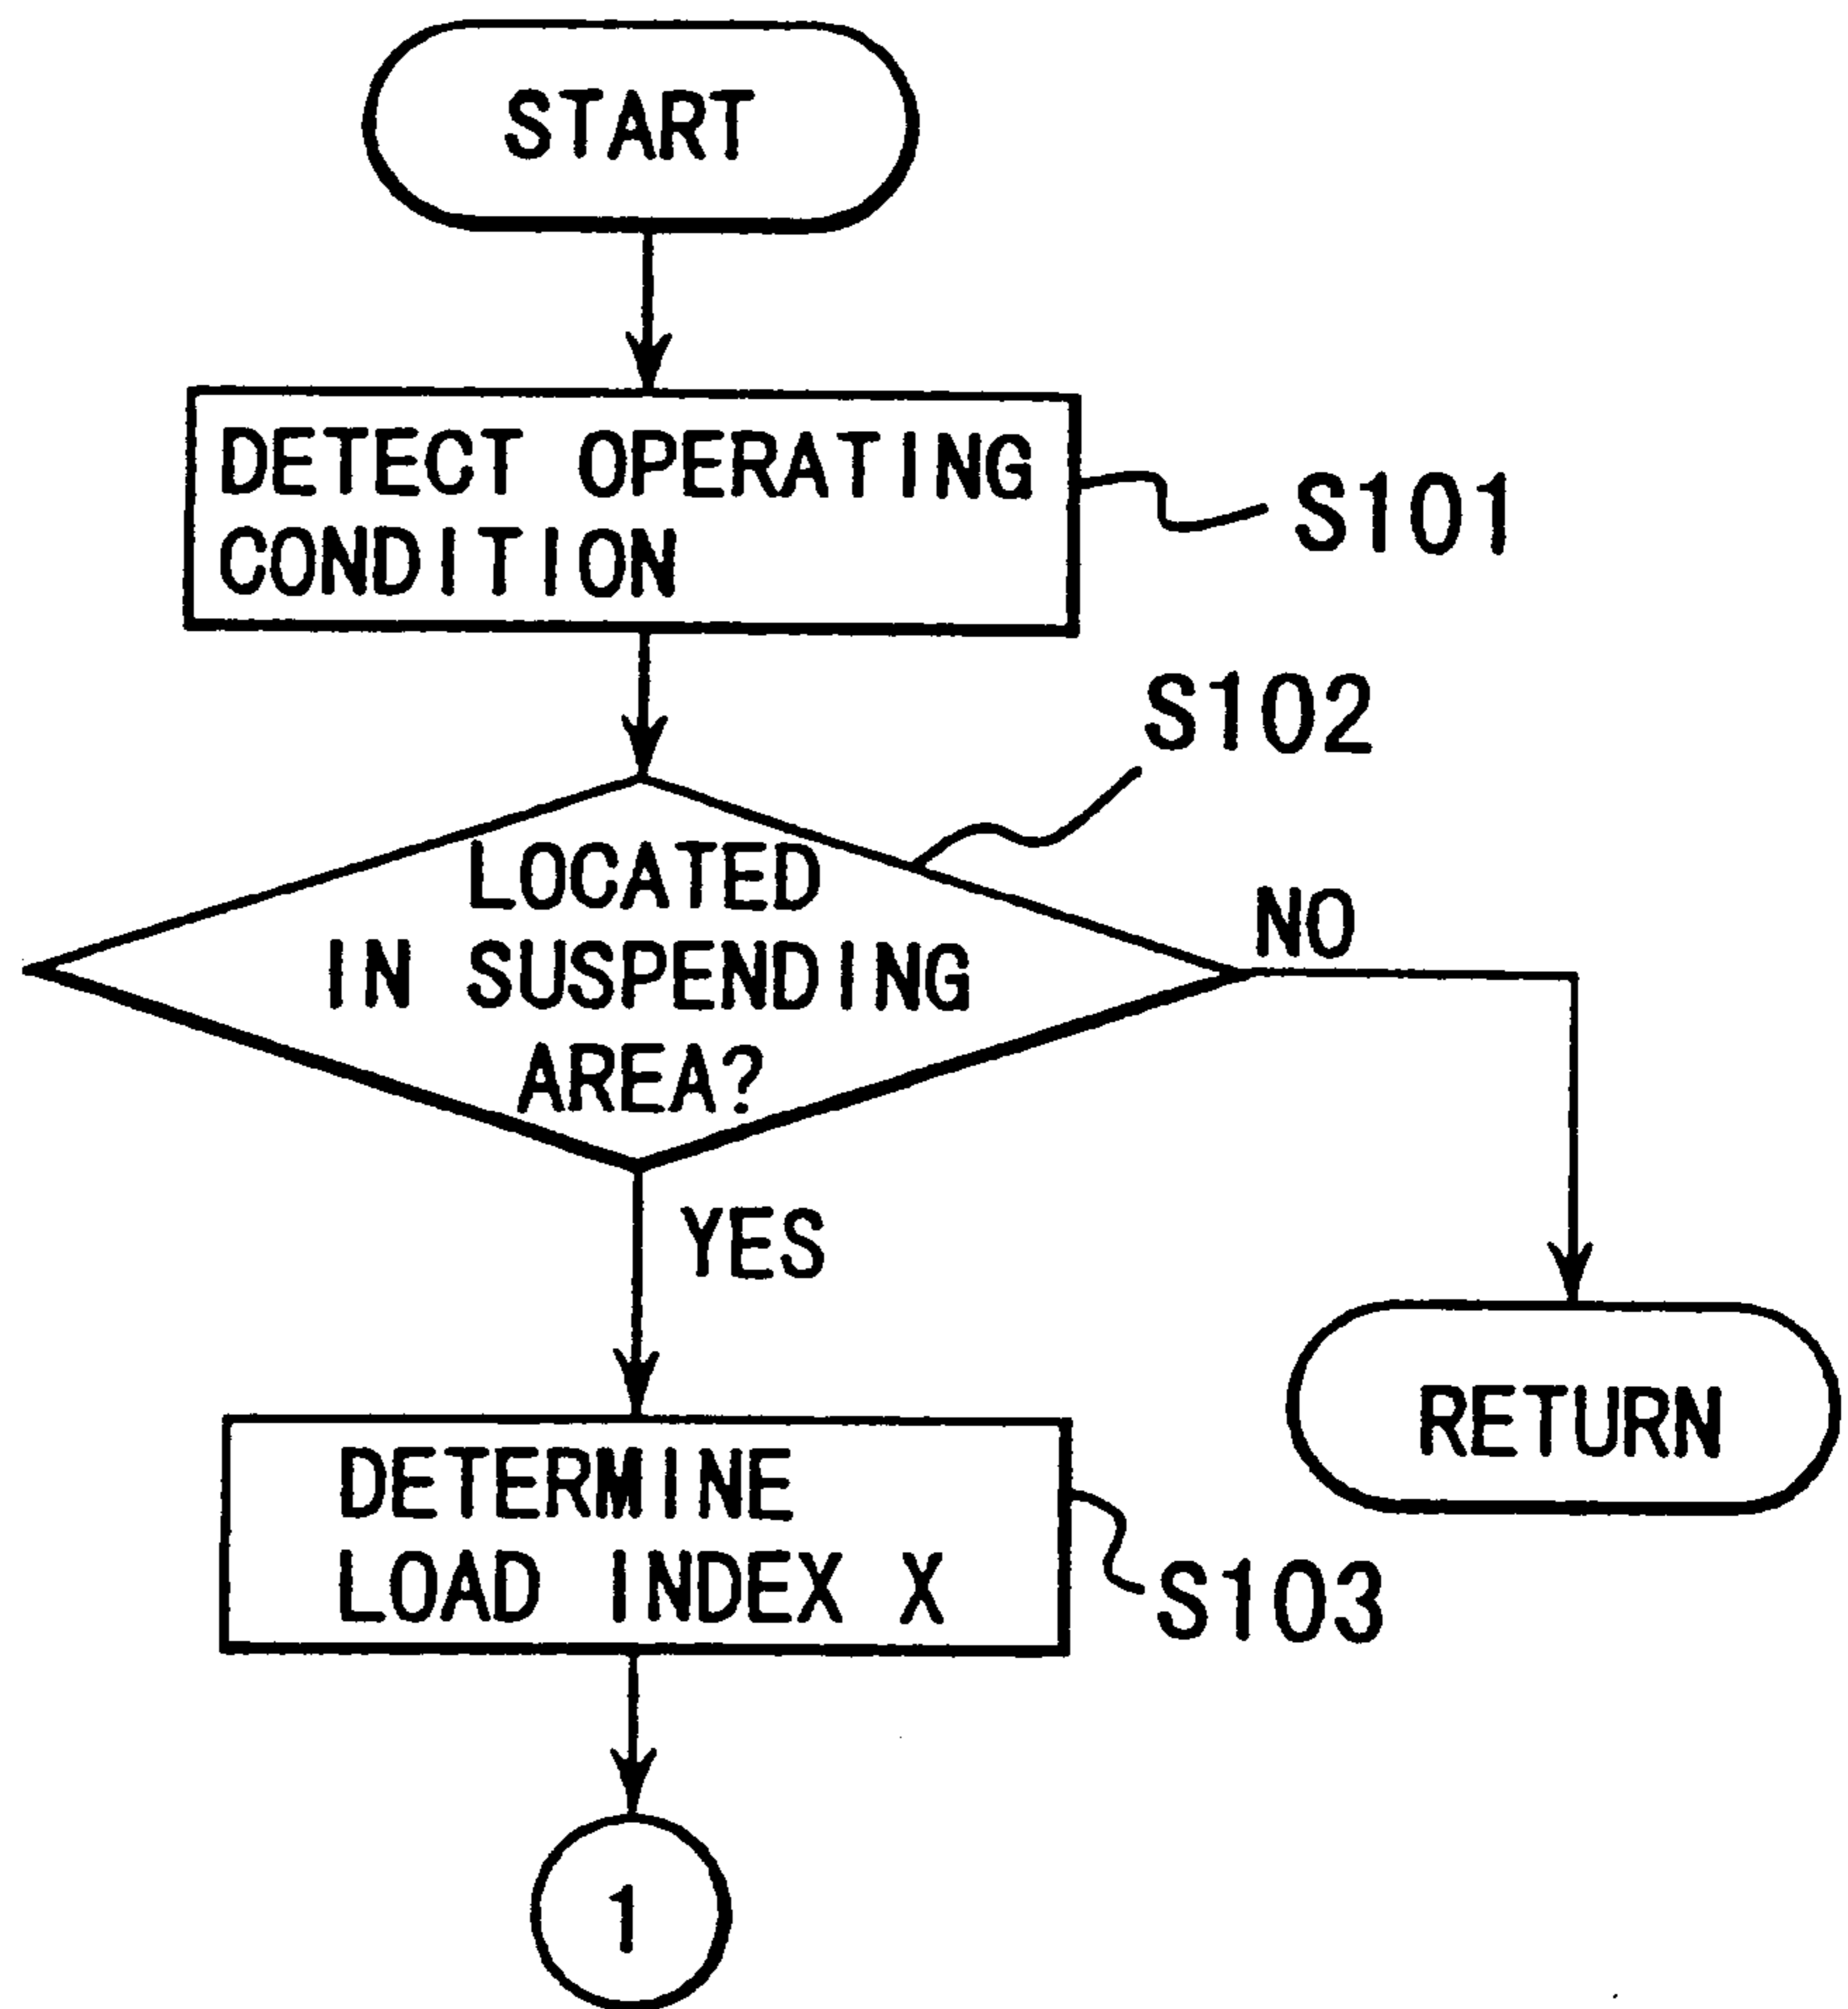 START
DETECT OPERATING
CONDITION
S101
S102
LOCATED
IN SUSPENDING
AREA?
NO
YES
RETURN
DETERMINE
LOAD INDEX X
S103
1